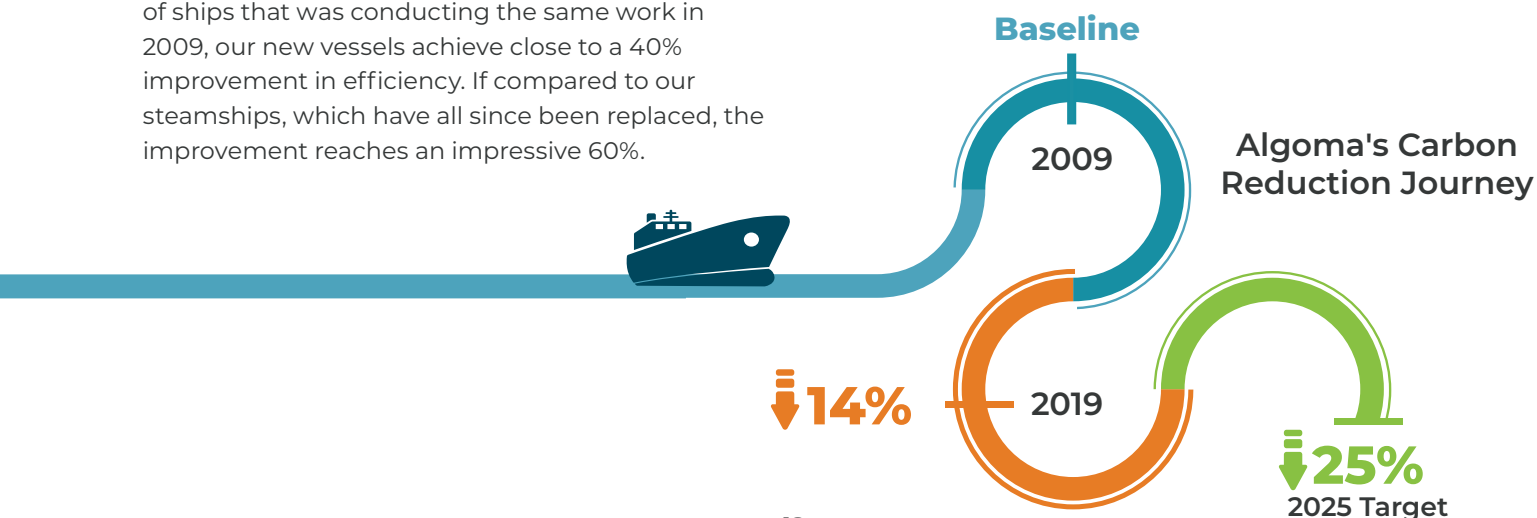 of ships that was conducting the same work in
2009, our new vessels achieve close to a 40%
improvement in efficiency. If compared to our
steamships, which have all since been replaced, the
improvement reaches an impressive 60%.
Baseline
2009
Algoma's Carbon
Reduction Journey
14%
2019
25%
2025 Target